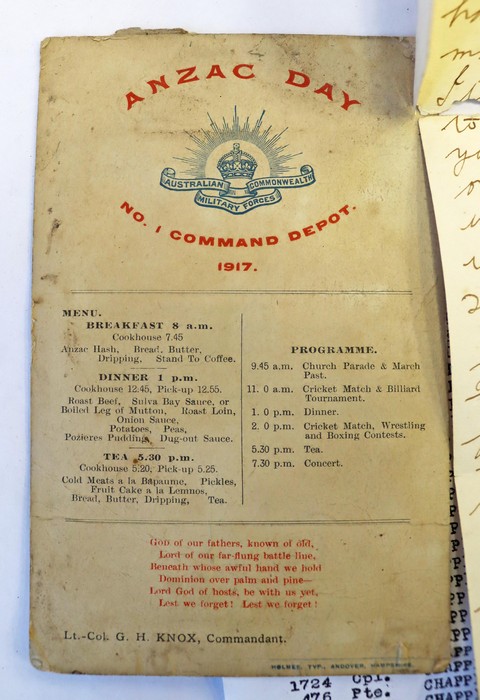 ANZAC DAY
AUSTRALIAN COMMONWEALTH
MILITARY FORCES
NO. 1 COMMAND DEPOT.
1917.
MENU.
BREAKFAST 8 a.m.
Cookhouse 7.45
Anzac Hash, Bread, Butter,
Dripping, Stand To Coffee.
DINNER 1 p.m.
Cookhouse 12.45, Pick-up 12.55.
Roast Beef, Sulva Bay Sauce, or
Boiled Leg of Mutton, Roast Loin,
Onion Sauce,
Potatoes, Peas,
Pozieres Pudding, Dug-out Sauce.
TEA 5.30 p.m.
Cookhouse 5.20, Pick-up 5.25.
Cold Meats a la Bapaume, Pickles,
Fruit Cake a la Lemnos,
Bread, Butter, Dripping, Tea.
PROGRAMME.
9.45 a.m. Church Parade & March
Past.
11. 0 a.m. Cricket Match & Billiard
Tournament.
1. 0 p.m. Dinner.
2. 0 p.m. Cricket Match, Wrestling
and Boxing Contests.
5.30 p.m. Tea.
7.30 p.m. Concert.
God of our fathers, known of old,
Lord of our far-flung battle line,
Beneath whose awful hand we hold
Dominion over palm and pine—
Lord God of hosts, be with us yet,
Lest we forget! Lest we forget!
Lt.-Col. G. H. KNOX, Commandant.
HOLMES, TYP., ANDOVER, HAMPSHIRE.
1724 Cpl. CHAPP
476 Pte. CHAPP